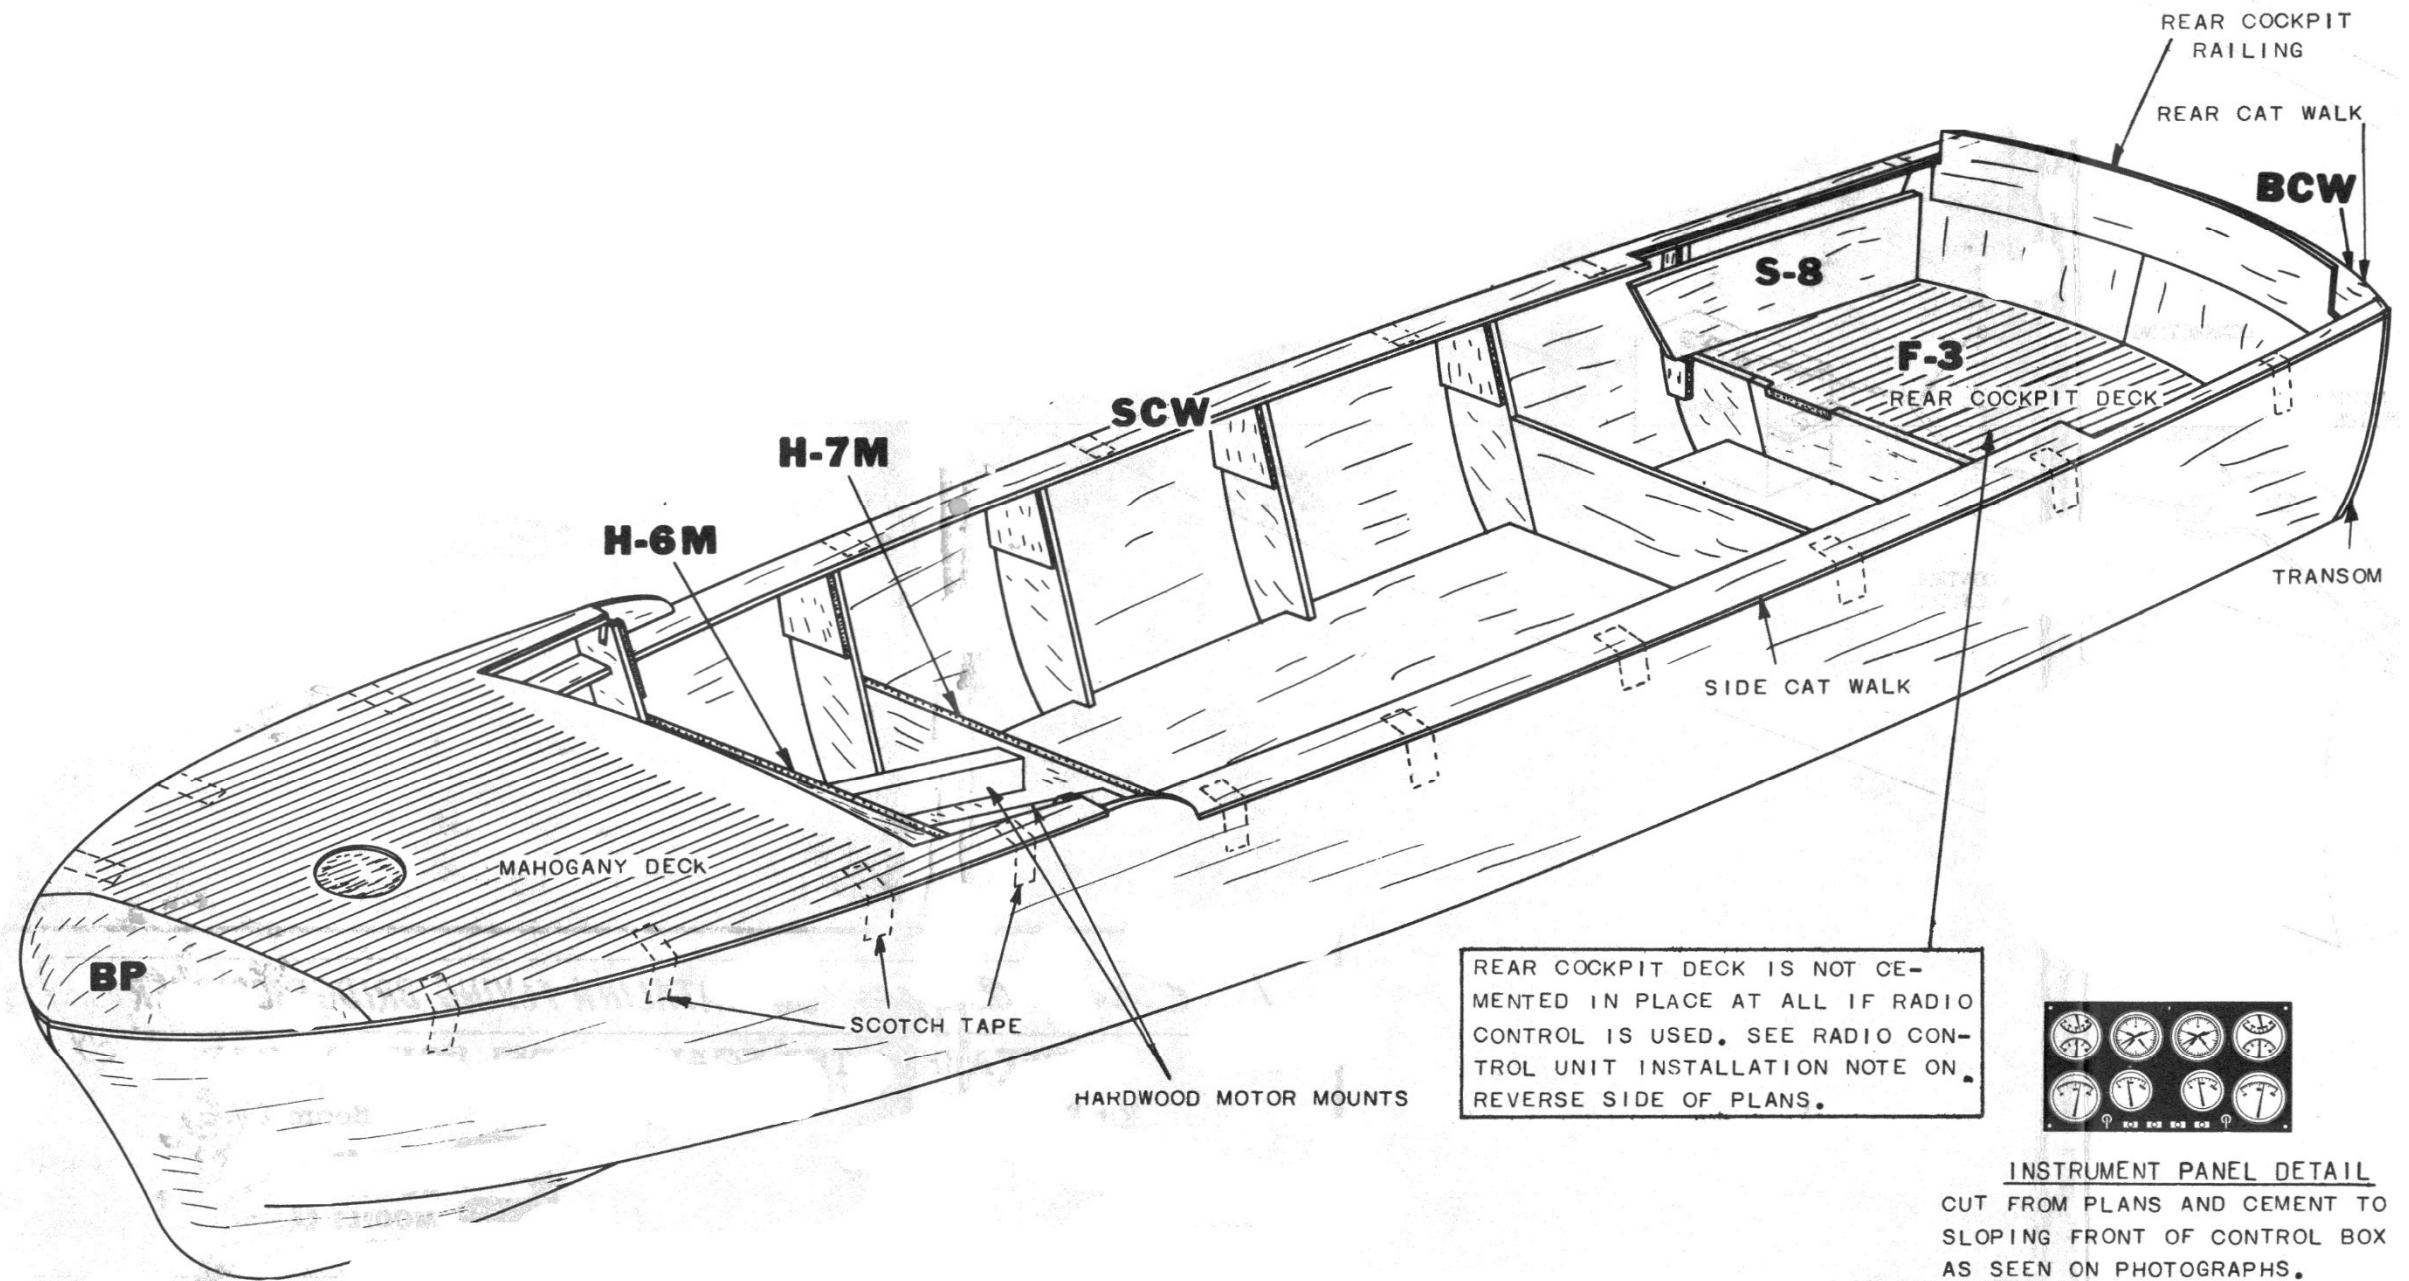 REAR COCKPIT
RAILING
REAR CAT WALK
BCW
S-8
F-3
REAR COCKPIT DECK
SCW
H-7M
H-6M
TRANSOM
SIDE CAT WALK
MAHOGANY DECK
BP
SCOTCH TAPE
HARDWOOD MOTOR MOUNTS
REAR COCKPIT DECK IS NOT CE-
MENTED IN PLACE AT ALL IF RADIO
CONTROL IS USED. SEE RADIO CON-
TROL UNIT INSTALLATION NOTE ON
REVERSE SIDE OF PLANS.
INSTRUMENT PANEL DETAIL
CUT FROM PLANS AND CEMENT TO
SLOPING FRONT OF CONTROL BOX
AS SEEN ON PHOTOGRAPHS.